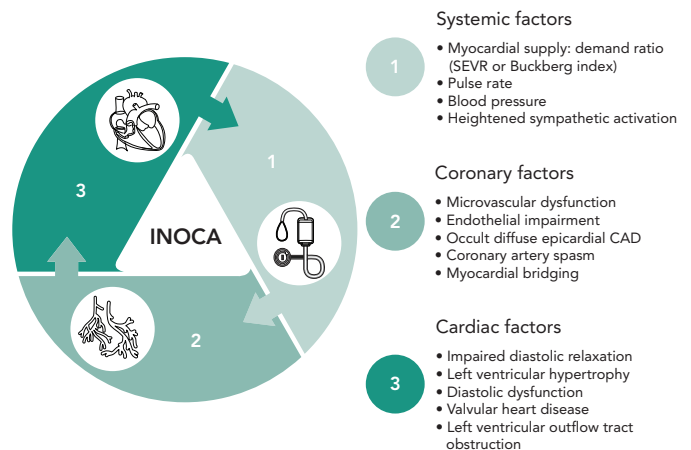 Systemic factors
1
• Myocardial supply: demand ratio
(SEVR or Buckberg index)
• Pulse rate
• Blood pressure
• Heightened sympathetic activation
Coronary factors
2
• Microvascular dysfunction
• Endothelial impairment
• Occult diffuse epicardial CAD
• Coronary artery spasm
• Myocardial bridging
Cardiac factors
3
• Impaired diastolic relaxation
• Left ventricular hypertrophy
• Diastolic dysfunction
• Valvular heart disease
• Left ventricular outflow tract
obstruction
1
3
INOCA
2